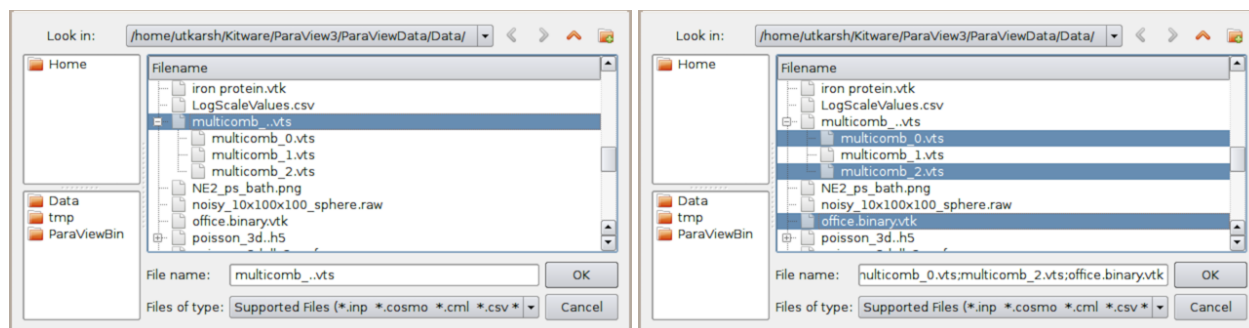 Look in: /home/utkarsh/Kitware/ParaView3/ParaViewData/Data/
Home
Filename
iron protein.vtk
LogScaleValues.csv
multicomb_..vts
multicomb_0.vts
multicomb_1.vts
multicomb_2.vts
NE2_ps_bath.png
noisy_10x100x100_sphere.raw
office.binary.vtk
poisson_3d..h5
Data
tmp
ParaViewBin
File name: multicomb_..vts OK
Files of type: Supported Files (*.inp *.cosmo *.cml *.csv * Cancel
Look in: /home/utkarsh/Kitware/ParaView3/ParaViewData/Data/
Home
Filename
iron protein.vtk
LogScaleValues.csv
multicomb_..vts
multicomb_0.vts
multicomb_1.vts
multicomb_2.vts
NE2_ps_bath.png
noisy_10x100x100_sphere.raw
office.binary.vtk
poisson_3d..h5
Data
tmp
ParaViewBin
File name: multicomb_0.vts;multicomb_2.vts;office.binary.vtk OK
Files of type: Supported Files (*.inp *.cosmo *.cml *.csv * Cancel